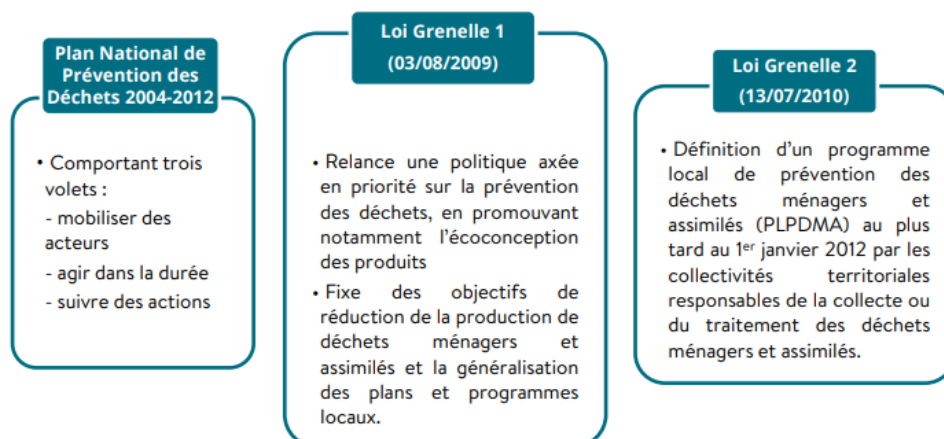 Plan National de
Prévention des
Déchets 2004-2012
• Comportant trois
volets :
- mobiliser des
acteurs
- agir dans la durée
- suivre des actions
Loi Grenelle 1
(03/08/2009)
• Relance une politique axée
en priorité sur la prévention
des déchets, en promouvant
notamment l’écoconception
des produits
• Fixe des objectifs de
réduction de la production de
déchets ménagers et
assimilés et la généralisation
des plans et programmes
locaux.
Loi Grenelle 2
(13/07/2010)
• Définition d’un programme
local de prévention des
déchets ménagers et
assimilés (PLPDMA) au plus
tard au 1er janvier 2012 par les
collectivités territoriales
responsables de la collecte ou
du traitement des déchets
ménagers et assimilés.